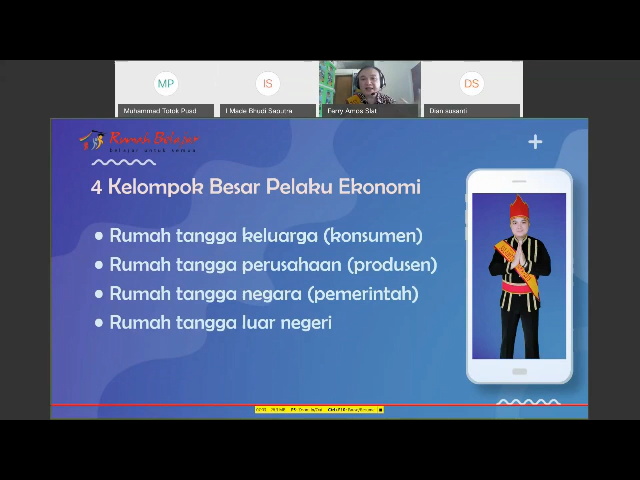 MP
IS
DS
Muhammad Totok Puad
I Made Bhudi Saputra
Ferry Amos Slat
Dian susanti
Rumah Belajar
belajar untuk semua
4 Kelompok Besar Pelaku Ekonomi
• Rumah tangga keluarga (konsumen)
• Rumah tangga perusahaan (produsen)
• Rumah tangga negara (pemerintah)
• Rumah tangga luar negeri